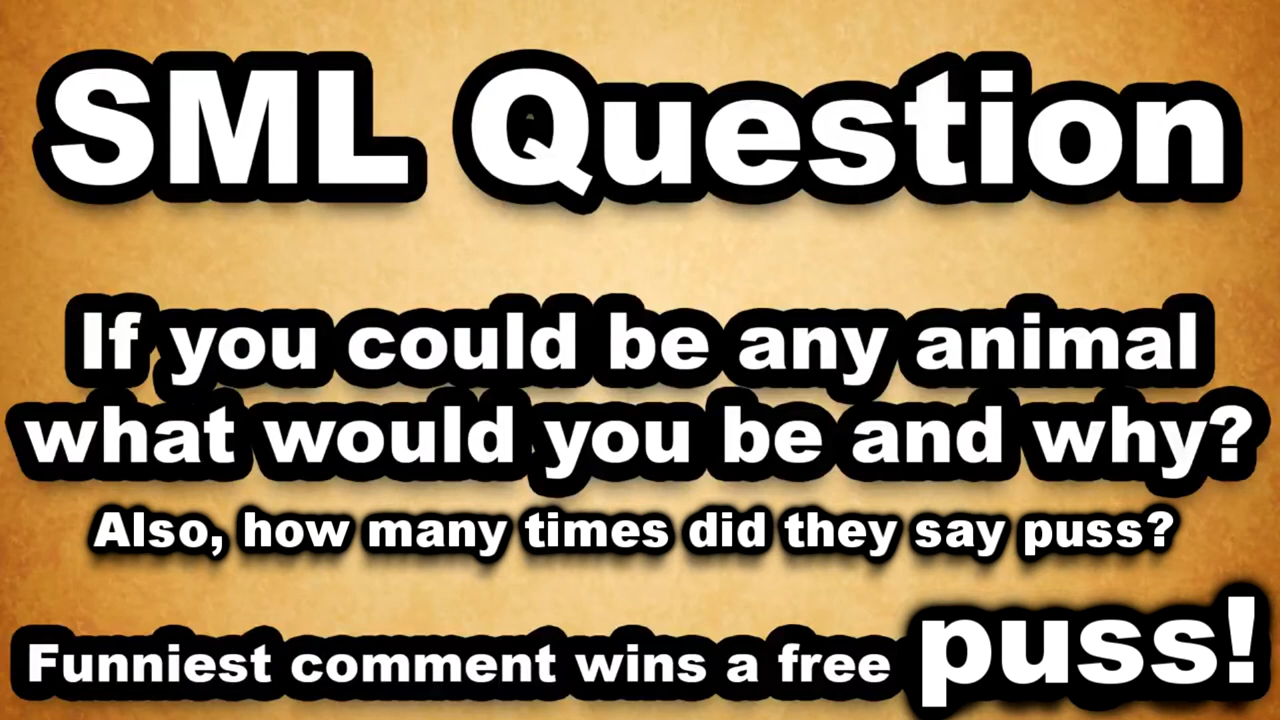 SML Question
If you could be any animal
what would you be and why?
Also, how many times did they say puss?
Funniest comment wins a free puss!